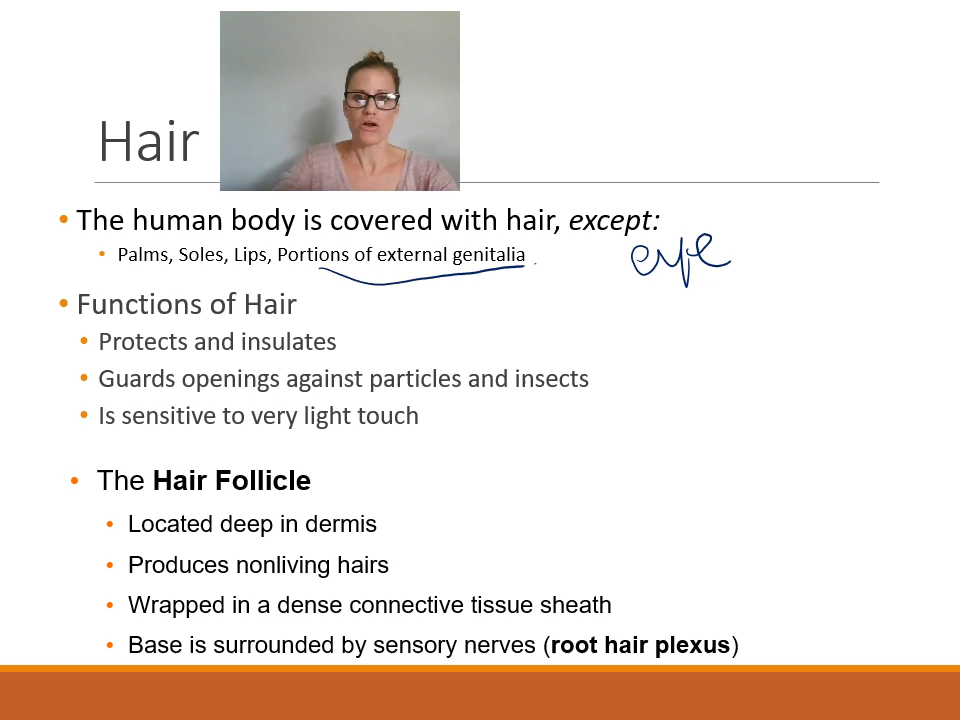 Hair
• The human body is covered with hair, except:
• Palms, Soles, Lips, Portions of external genitalia
eye
• Functions of Hair
• Protects and insulates
• Guards openings against particles and insects
• Is sensitive to very light touch
• The Hair Follicle
• Located deep in dermis
• Produces nonliving hairs
• Wrapped in a dense connective tissue sheath
• Base is surrounded by sensory nerves (root hair plexus)